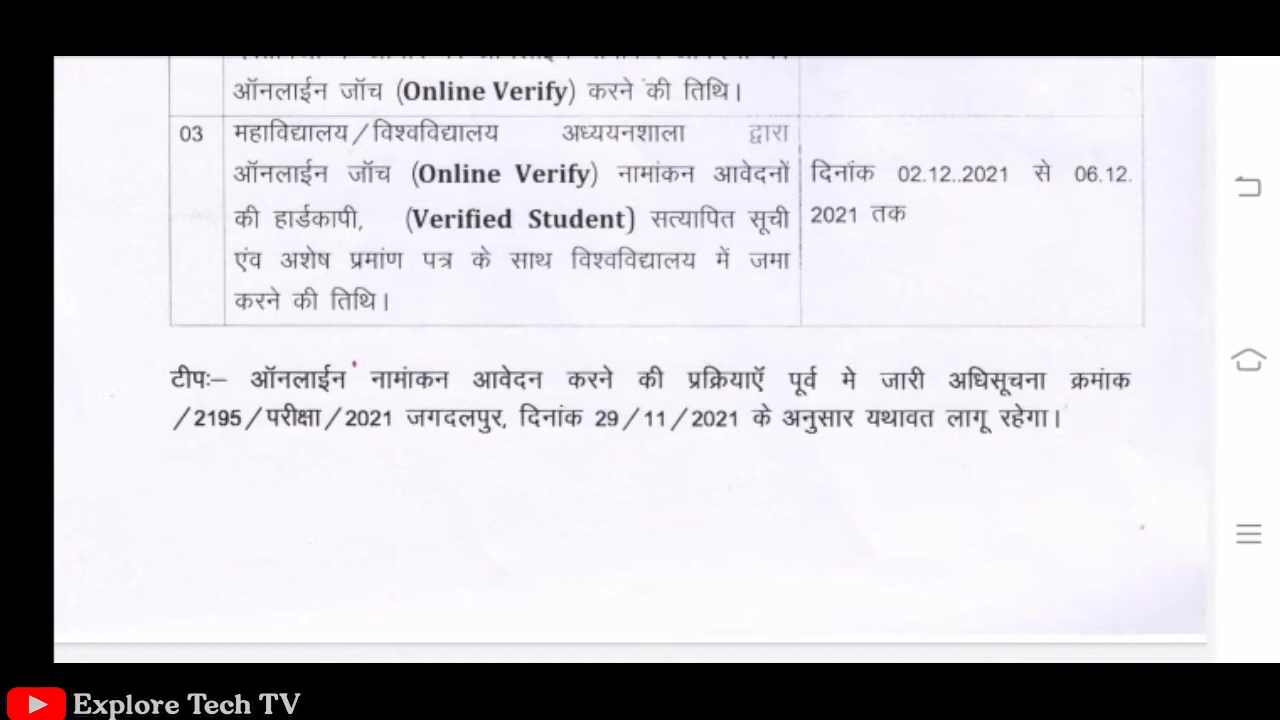 ऑनलाईन जॉच (Online Verify) करने की तिथि।
03 महाविद्यालय/विश्वविद्यालय अध्ययनशाला द्वारा
ऑनलाईन जॉच (Online Verify) नामांकन आवेदनों
की हार्डकापी, (Verified Student) सत्यापित सूची
एंव अशेष प्रमांण पत्र के साथ विश्वविद्यालय में जमा
करने की तिथि।
दिनांक 02.12..2021 से 06.12.
2021 तक
टीपः– ऑनलाईन नामांकन आवेदन करने की प्रक्रियाऍ पूर्व मे जारी अधिसूचना क्रमांक
/2195/परीक्षा/2021 जगदलपुर, दिनांक 29/11/2021 के अनुसार यथावत लागू रहेगा।
Explore Tech TV